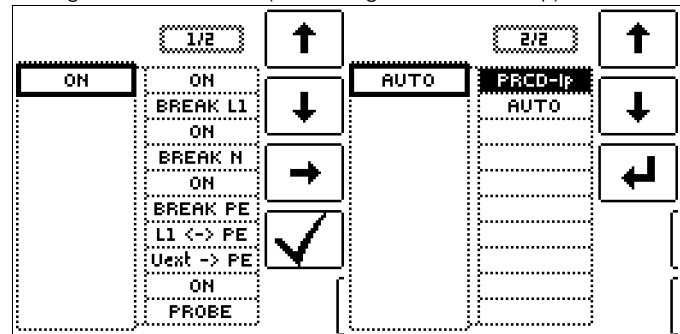 1/2
ON
ON
BREAK L1
ON
BREAK N
ON
BREAK PE
L1 <-> PE
Uext -> PE
ON
PROBE
2/2
AUTO
PRCD-Ip
AUTO